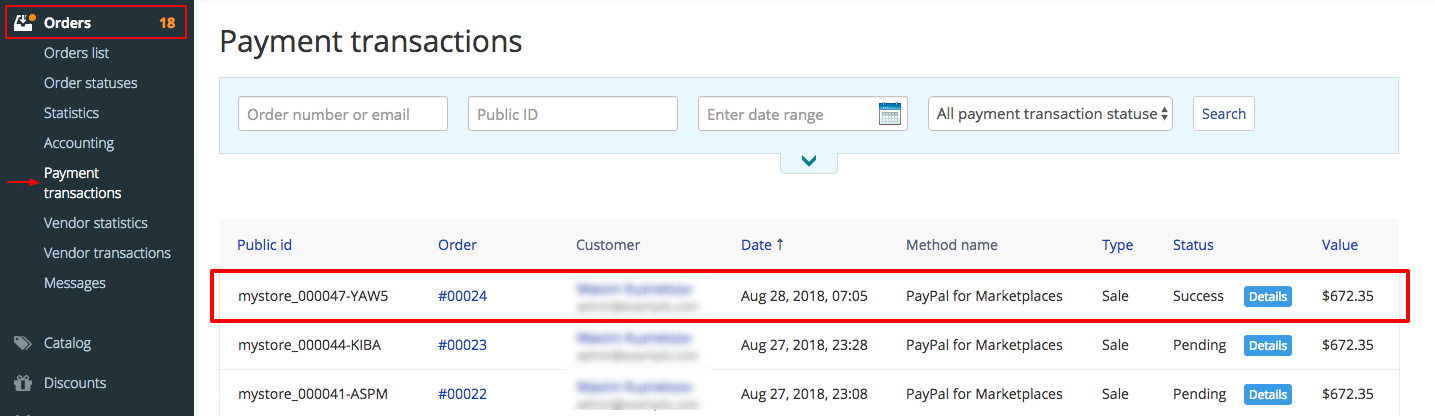 Orders 18
Orders list
Order statuses
Statistics
Accounting
Payment
transactions
Vendor statistics
Vendor transactions
Messages
Catalog
Discounts
Payment transactions
Order number or email Public ID Enter date range All payment transaction statuse Search
Public id Order Customer Date ↑ Method name Type Status Value
mystore_000047-YAW5 #00024 Aug 28, 2018, 07:05 PayPal for Marketplaces Sale Success Details $672.35
mystore_000044-KIBA #00023 Aug 27, 2018, 23:28 PayPal for Marketplaces Sale Pending Details $672.35
mystore_000041-ASPM #00022 Aug 27, 2018, 23:08 PayPal for Marketplaces Sale Pending Details $672.35